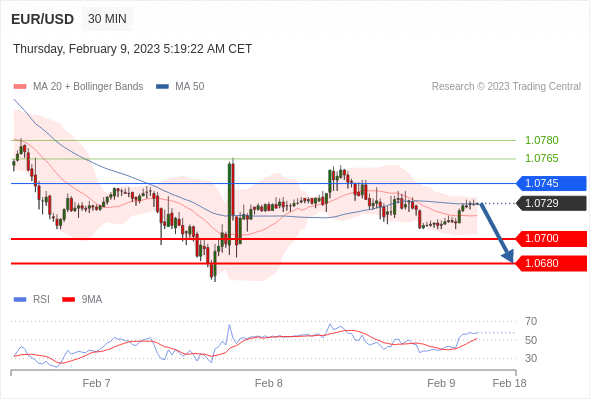 EUR/USD 30 MIN
Thursday, February 9, 2023 5:19:22 AM CET
MA 20 + Bollinger Bands MA 50 Research © 2023 Trading Central
1.0780
1.0765
1.0745
1.0729
1.0700
1.0680
RSI 9MA
70
50
30
Feb 7 Feb 8 Feb 9 Feb 18